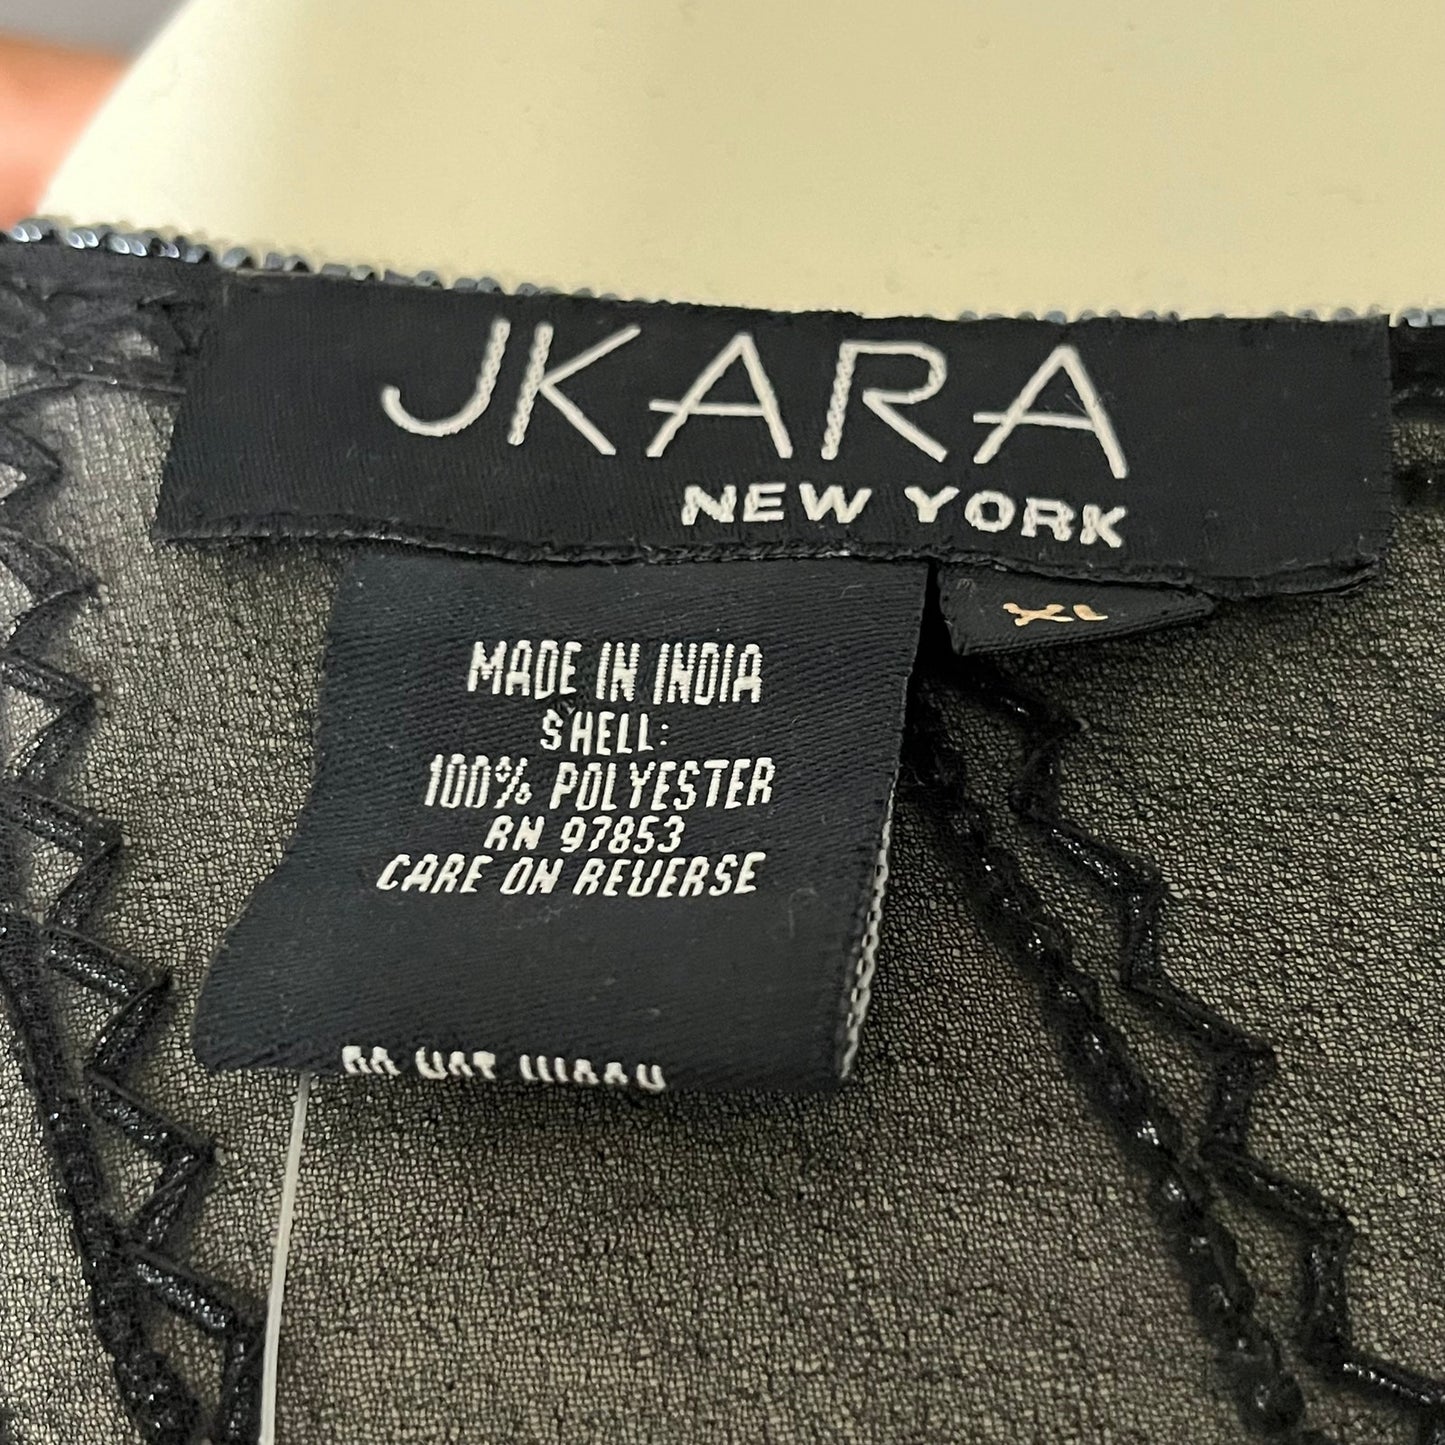 JKARA
NEW YORK
XL
MADE IN INDIA
SHELL:
100% POLYESTER
RN 97853
CARE ON REVERSE